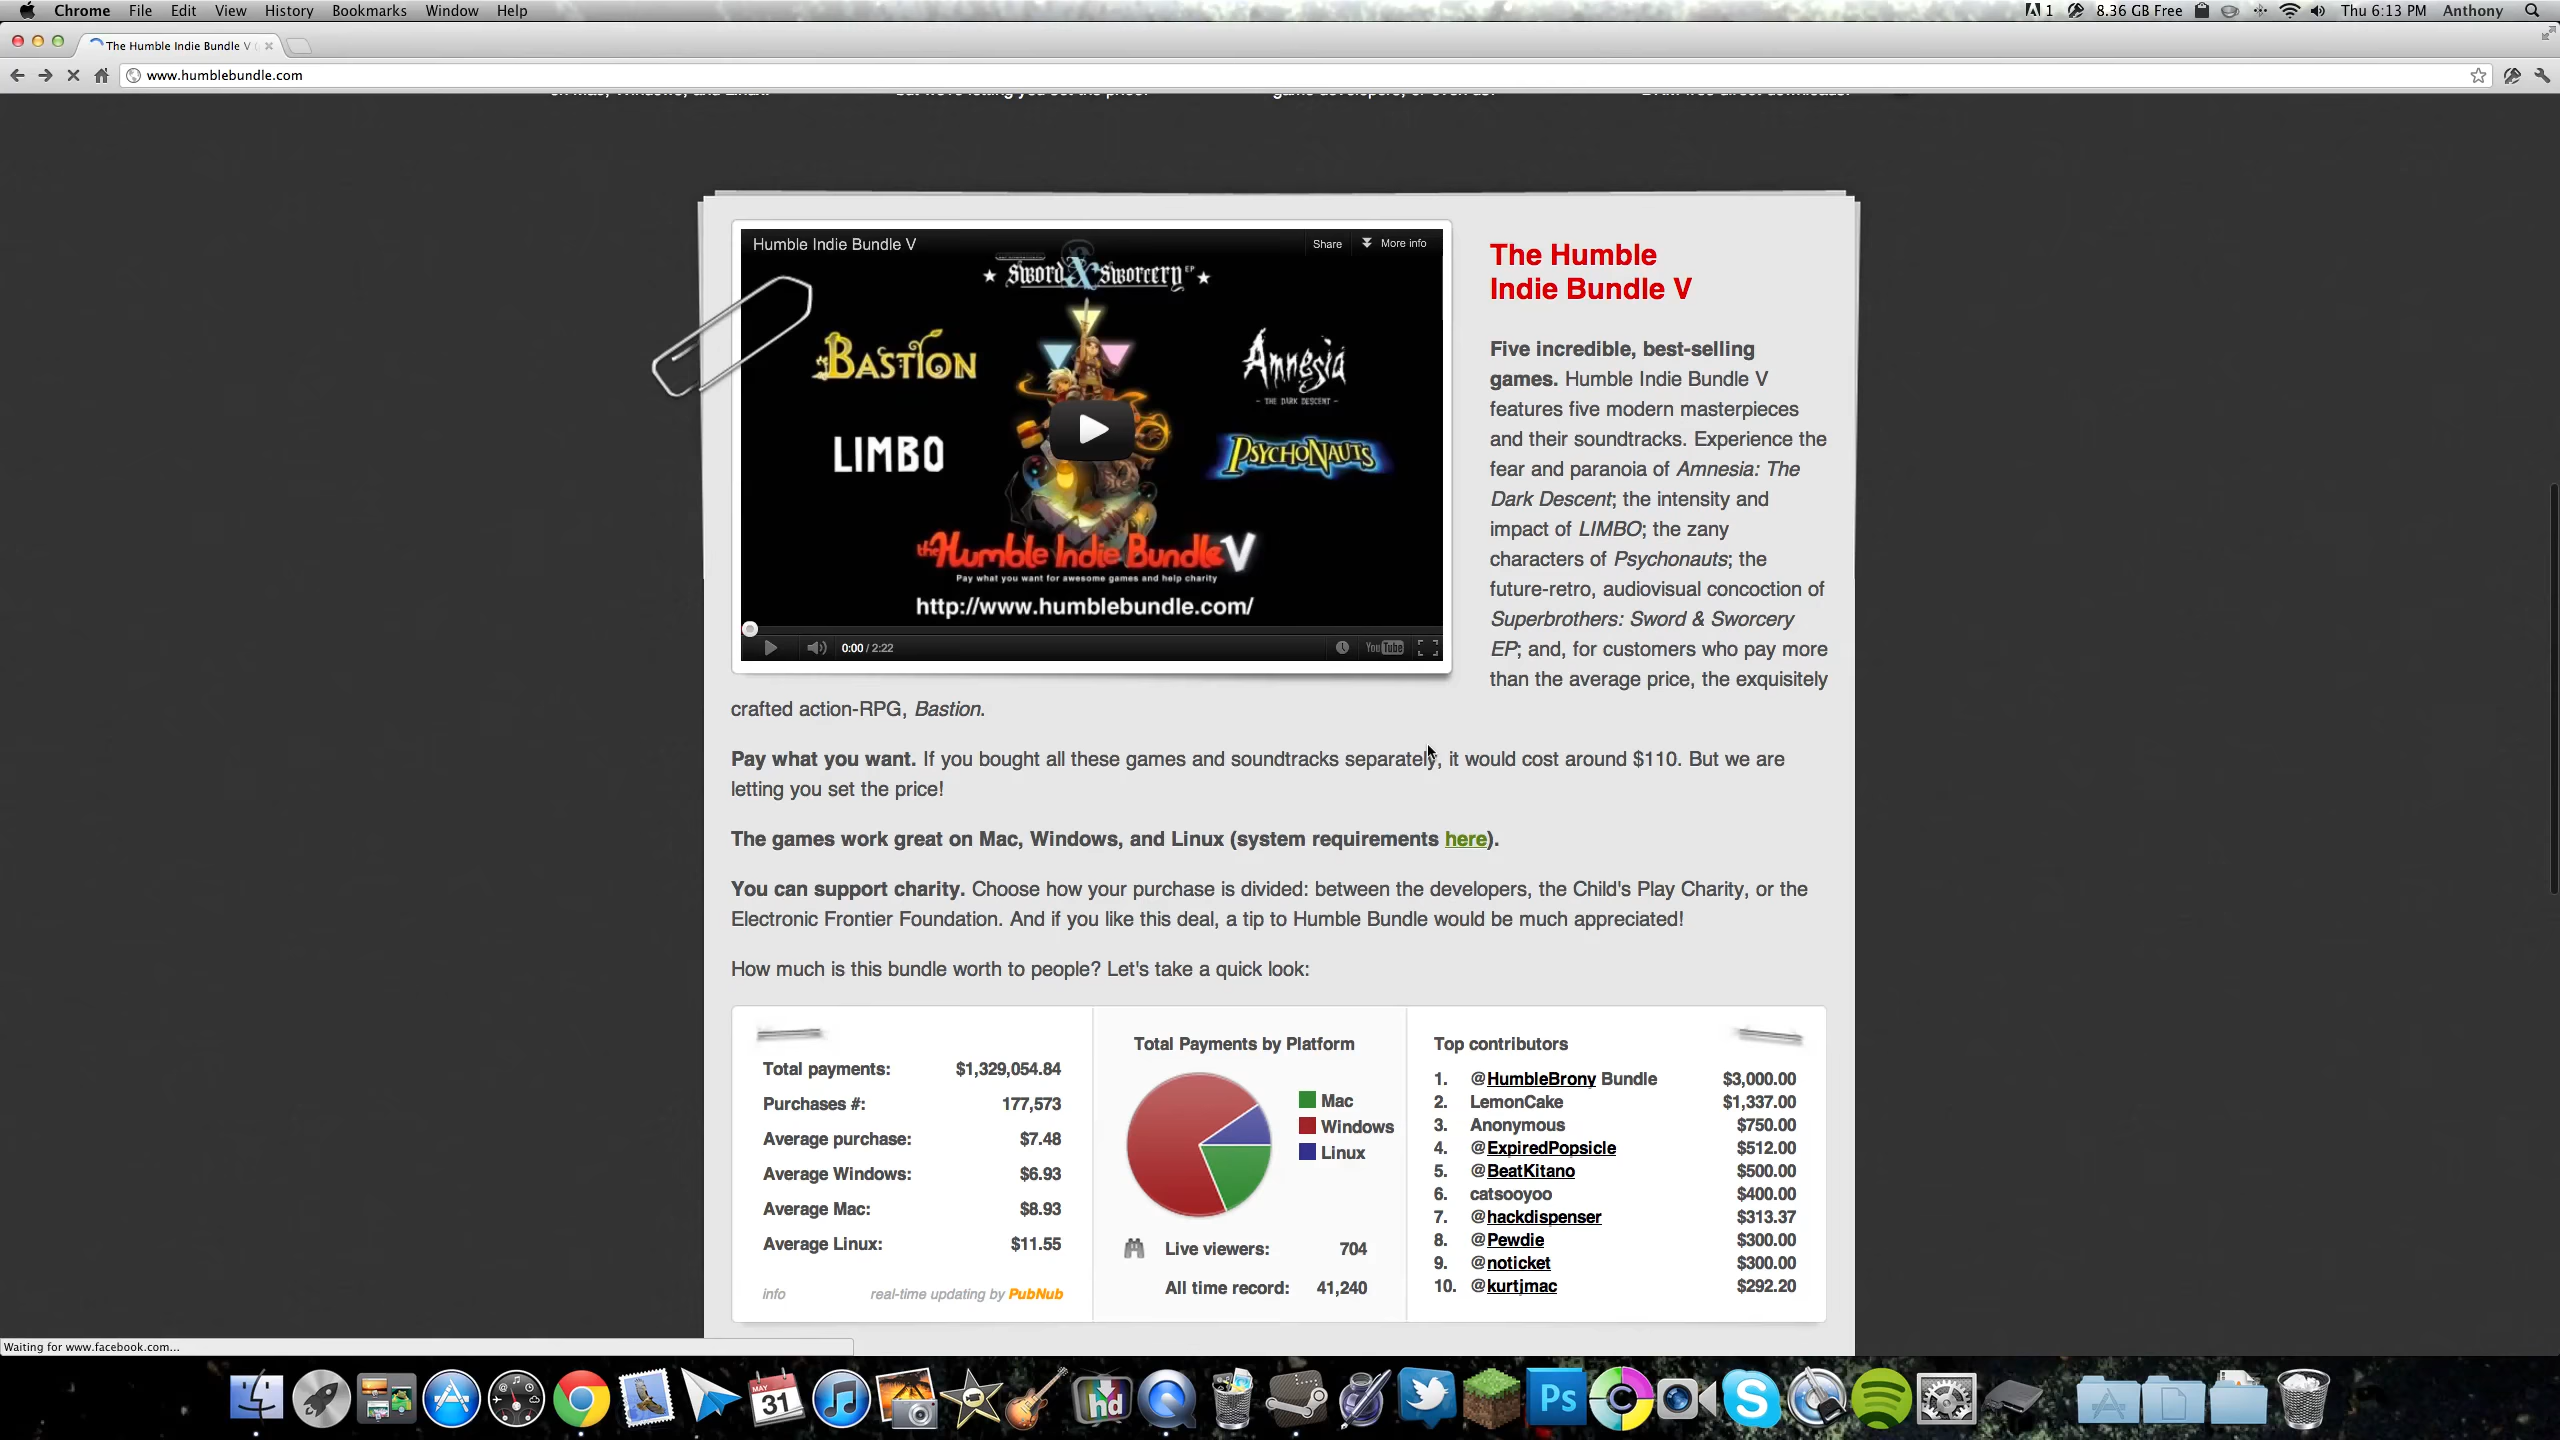 Chrome File Edit View History Bookmarks Window Help
1 8.36 GB Free Thu 6:13 PM Anthony
The Humble Indie Bundle V (
www.humblebundle.com
Humble Indie Bundle V Share More info
Sword & Sworcery EP
BASTION
AMNESIA
- THE DARK DESCENT -
LIMBO
PSYCHONAUTS
the Humble Indie Bundle V
Pay what you want for awesome games and help charity
http://www.humblebundle.com/
0:00 / 2:22 YouTube
The Humble
Indie Bundle V
Five incredible, best-selling
games. Humble Indie Bundle V
features five modern masterpieces
and their soundtracks. Experience the
fear and paranoia of Amnesia: The
Dark Descent; the intensity and
impact of LIMBO; the zany
characters of Psychonauts; the
future-retro, audiovisual concoction of
Superbrothers: Sword & Sworcery
EP; and, for customers who pay more
than the average price, the exquisitely
crafted action-RPG, Bastion.
Pay what you want. If you bought all these games and soundtracks separately, it would cost around $110. But we are
letting you set the price!
The games work great on Mac, Windows, and Linux (system requirements here).
You can support charity. Choose how your purchase is divided: between the developers, the Child's Play Charity, or the
Electronic Frontier Foundation. And if you like this deal, a tip to Humble Bundle would be much appreciated!
How much is this bundle worth to people? Let's take a quick look:
Total payments: $1,329,054.84
Purchases #: 177,573
Average purchase: $7.48
Average Windows: $6.93
Average Mac: $8.93
Average Linux: $11.55
info real-time updating by PubNub
Total Payments by Platform
Mac
Windows
Linux
Live viewers: 704
All time record: 41,240
Top contributors
1. @HumbleBrony Bundle $3,000.00
2. LemonCake $1,337.00
3. Anonymous $750.00
4. @ExpiredPopsicle $512.00
5. @BeatKitano $500.00
6. catsooyoo $400.00
7. @hackdispenser $313.37
8. @Pewdie $300.00
9. @noticket $300.00
10. @kurtjmac $292.20
Waiting for www.facebook.com...
MAY
31
hd
Ps